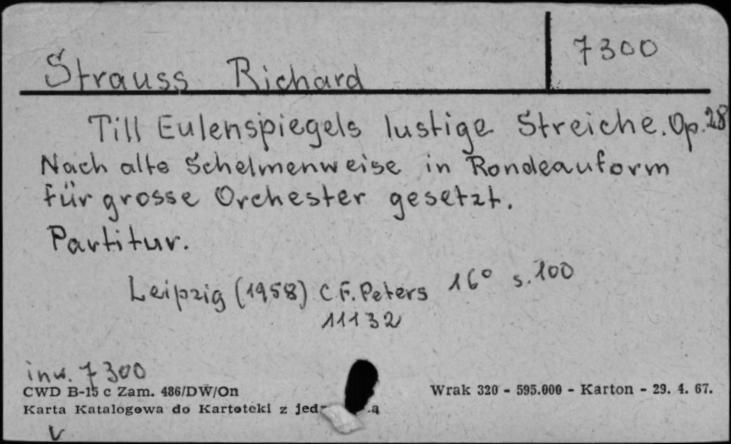 7300
Strauss Richard
Till Eulenspiegels lustige Streiche. Op. 28
Nach alte Schelmenweise in Rondeauform
für grosse Orchester gesetzt.
Partitur.
Leipzig (1958) C.F. Peters 16° s. 100
11132
inw. 7300
CWD B-15 c Zam. 486/DW/On
Wrak 320 - 595.000 - Karton - 29. 4. 67.
Karta Katalogowa do Kartoteki z